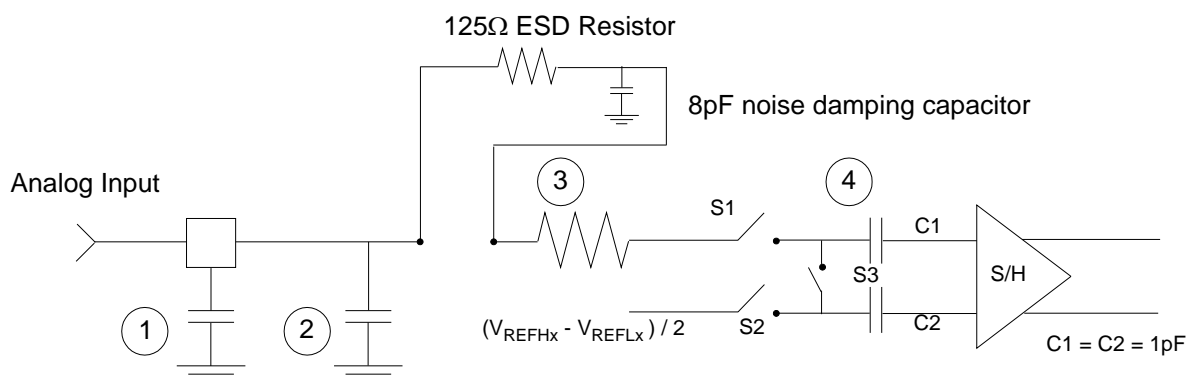 125Ω ESD Resistor
8pF noise damping capacitor
Analog Input
3
4
S1
C1
S3
S/H
1
2
(VREFHx - VREFLx) / 2
S2
C2
C1 = C2 = 1pF